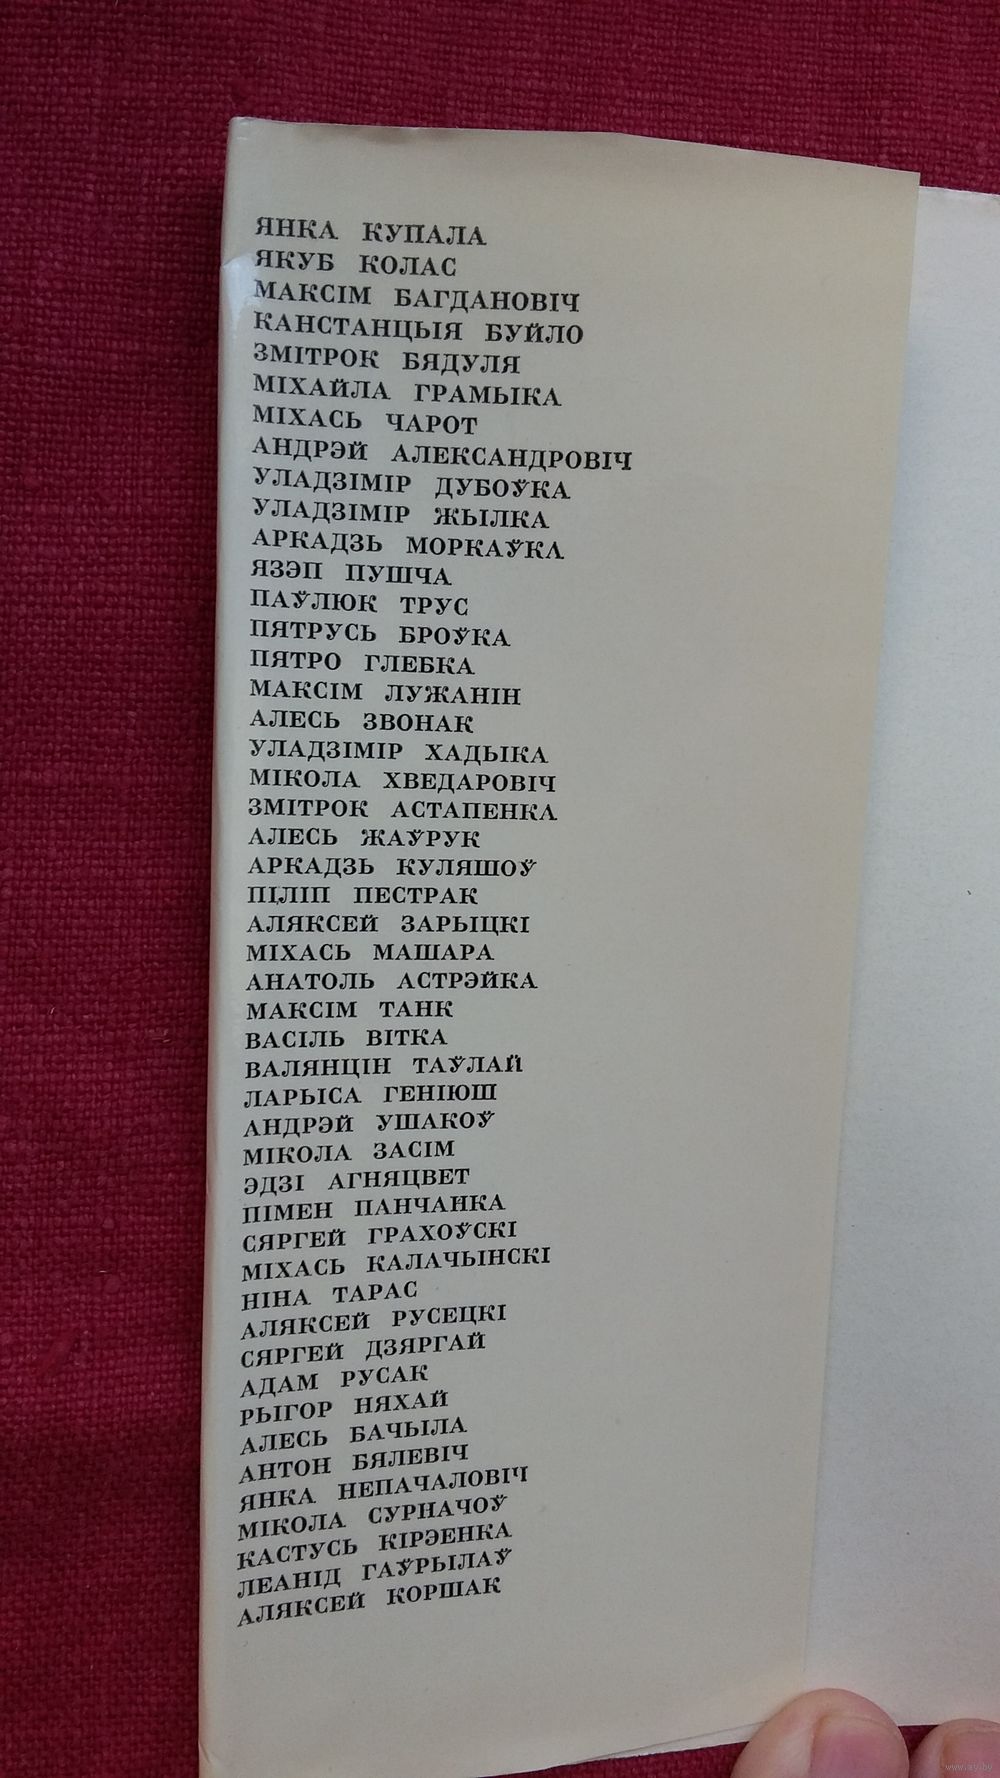 ЯНКА КУПАЛА
ЯКУБ КОЛАС
МАКСІМ БАГДАНОВІЧ
КАНСТАНЦЫЯ БУЙЛО
ЗМІТРОК БЯДУЛЯ
МІХАЙЛА ГРАМЫКА
МІХАСЬ ЧАРОТ
АНДРЭЙ АЛЕКСАНДРОВІЧ
УЛАДЗІМІР ДУБОЎКА
УЛАДЗІМІР ЖЫЛКА
АРКАДЗЬ МОРКАЎКА
ЯЗЭП ПУШЧА
ПАЎЛЮК ТРУС
ПЯТРУСЬ БРОЎКА
ПЯТРО ГЛЕБКА
МАКСІМ ЛУЖАНІН
АЛЕСЬ ЗВОНАК
УЛАДЗІМІР ХАДЫКА
МІКОЛА ХВЕДАРОВІЧ
ЗМІТРОК АСТАПЕНКА
АЛЕСЬ ЖАЎРУК
АРКАДЗЬ КУЛЯШОЎ
ПІЛІП ПЕСТРАК
АЛЯКСЕЙ ЗАРЫЦКІ
МІХАСЬ МАШАРА
АНАТОЛЬ АСТРЭЙКА
МАКСІМ ТАНК
ВАСІЛЬ ВІТКА
ВАЛЯНЦІН ТАЎЛАЙ
ЛАРЫСА ГЕНІЮШ
АНДРЭЙ УШАКОЎ
МІКОЛА ЗАСІМ
ЭДЗІ АГНЯЦВЕТ
ПІМЕН ПАНЧАНКА
СЯРГЕЙ ГРАХОЎСКІ
МІХАСЬ КАЛАЧЫНСКІ
НІНА ТАРАС
АЛЯКСЕЙ РУСЕЦКІ
СЯРГЕЙ ДЗЯРГАЙ
АДАМ РУСАК
РЫГОР НЯХАЙ
АЛЕСЬ БАЧЫЛА
АНТОН БЯЛЕВІЧ
ЯНКА НЕПАЧАЛОВІЧ
МІКОЛА СУРНАЧОЎ
КАСТУСЬ КІРЭЕНКА
ЛЕАНІД ГАЎРЫЛАЎ
АЛЯКСЕЙ КОРШАК
www.ay.by